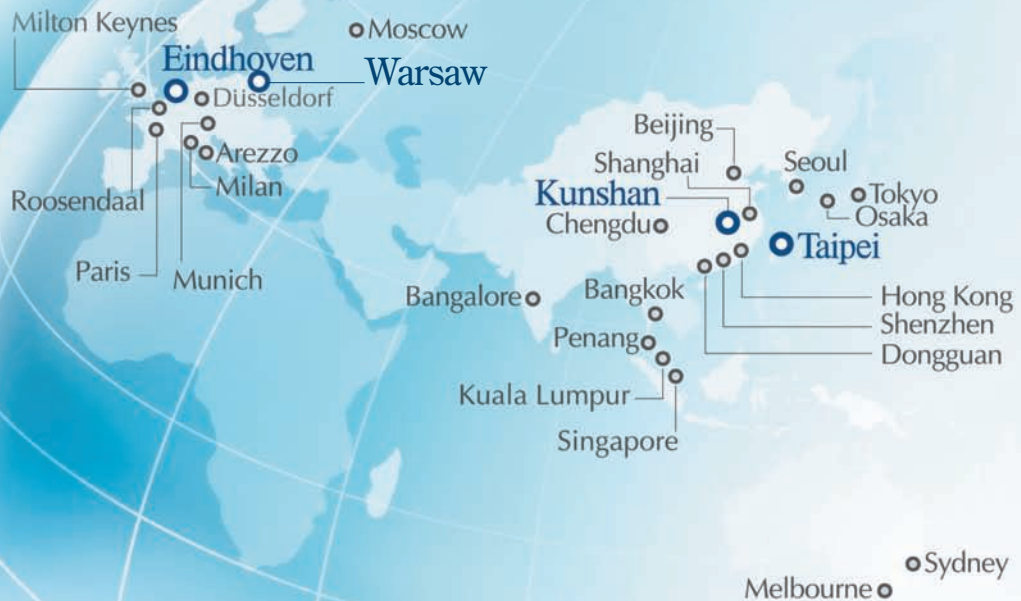 Milton Keynes
Moscow
Eindhoven
Warsaw
Düsseldorf
Arezzo
Milan
Roosendaal
Paris
Munich
Beijing
Shanghai
Seoul
Kunshan
Tokyo
Osaka
Chengdu
Taipei
Bangalore
Bangkok
Hong Kong
Shenzhen
Penang
Dongguan
Kuala Lumpur
Singapore
Sydney
Melbourne